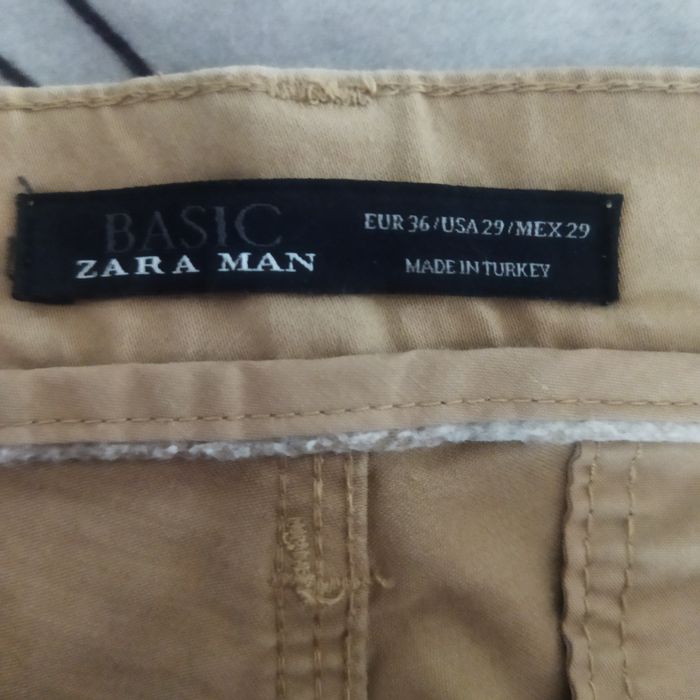 BASIC
ZARA MAN
EUR 36 / USA 29 / MEX 29
MADE IN TURKEY